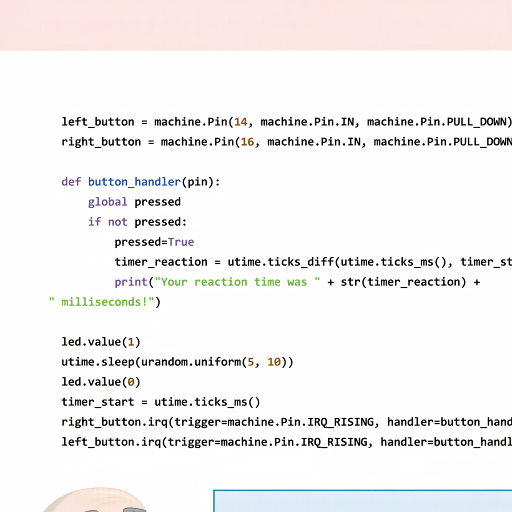 left_button = machine.Pin(14, machine.Pin.IN, machine.Pin.PULL_DOWN)
right_button = machine.Pin(16, machine.Pin.IN, machine.Pin.PULL_DOWN
def button_handler(pin):
global pressed
if not pressed:
pressed=True
timer_reaction = utime.ticks_diff(utime.ticks_ms(), timer_st
print("Your reaction time was " + str(timer_reaction) +
" milliseconds!")
led.value(1)
utime.sleep(urandom.uniform(5, 10))
led.value(0)
timer_start = utime.ticks_ms()
right_button.irq(trigger=machine.Pin.IRQ_RISING, handler=button_hand
left_button.irq(trigger=machine.Pin.IRQ_RISING, handler=button_handl